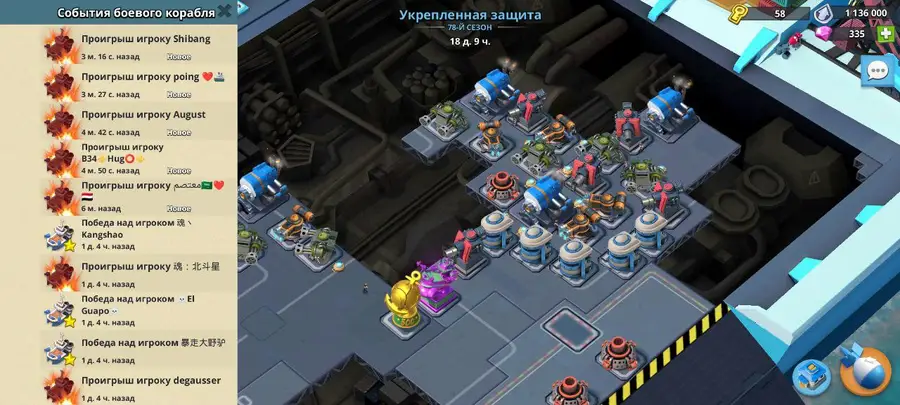 События боевого корабля
Проигрыш игроку Shibang
3 м. 16 с. назад
Новое
Проигрыш игроку poing ❤️🚢
3 м. 27 с. назад
Новое
Проигрыш игроку August
4 м. 42 с. назад
Новое
Проигрыш игроку
B34⚜️Hug⭕⚜️
4 м. 50 с. назад
Новое
Проигрыш игроку معتصم🇸🇦❤️
🇾🇪
6 м. назад
Новое
Победа над игроком 魂丶
Kangshao
1 д. 4 ч. назад
Проигрыш игроку 魂：北斗星
1 д. 4 ч. назад
Победа над игроком ☠️El
Guapo☠️
1 д. 4 ч. назад
Победа над игроком 暴走大野驴
1 д. 4 ч. назад
Проигрыш игроку degausser
1 д. 4 ч. назад
Укрепленная защита
78-Й СЕЗОН
18 д. 9 ч.
58
1 136 000
335